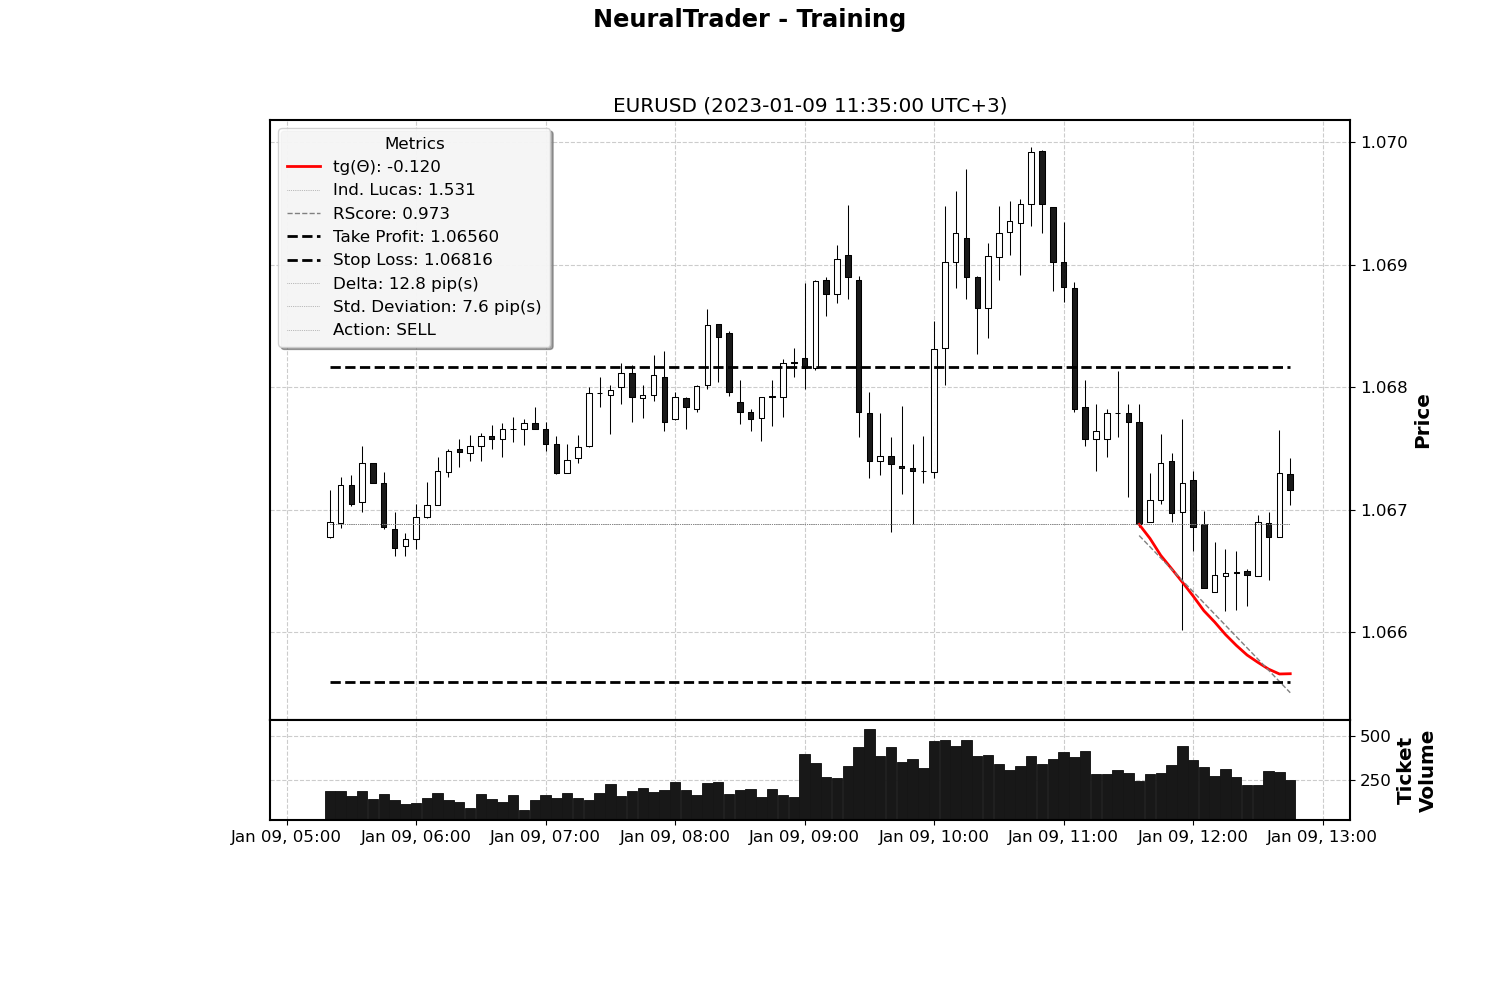 NeuralTrader - Training
EURUSD (2023-01-09 11:35:00 UTC+3)
Metrics
tg(Θ): -0.120
Ind. Lucas: 1.531
RScore: 0.973
Take Profit: 1.06560
Stop Loss: 1.06816
Delta: 12.8 pip(s)
Std. Deviation: 7.6 pip(s)
Action: SELL
1.070
1.069
1.068
1.067
1.066
Price
500
250
Ticket
Volume
Jan 09, 05:00 Jan 09, 06:00 Jan 09, 07:00 Jan 09, 08:00 Jan 09, 09:00 Jan 09, 10:00 Jan 09, 11:00 Jan 09, 12:00 Jan 09, 13:00